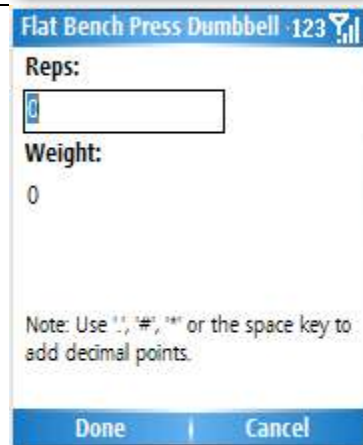 Flat Bench Press Dumbbell -123
Reps:
0
Weight:
0
Note: Use '.', '#', '*' or the space key to
add decimal points.
Done Cancel